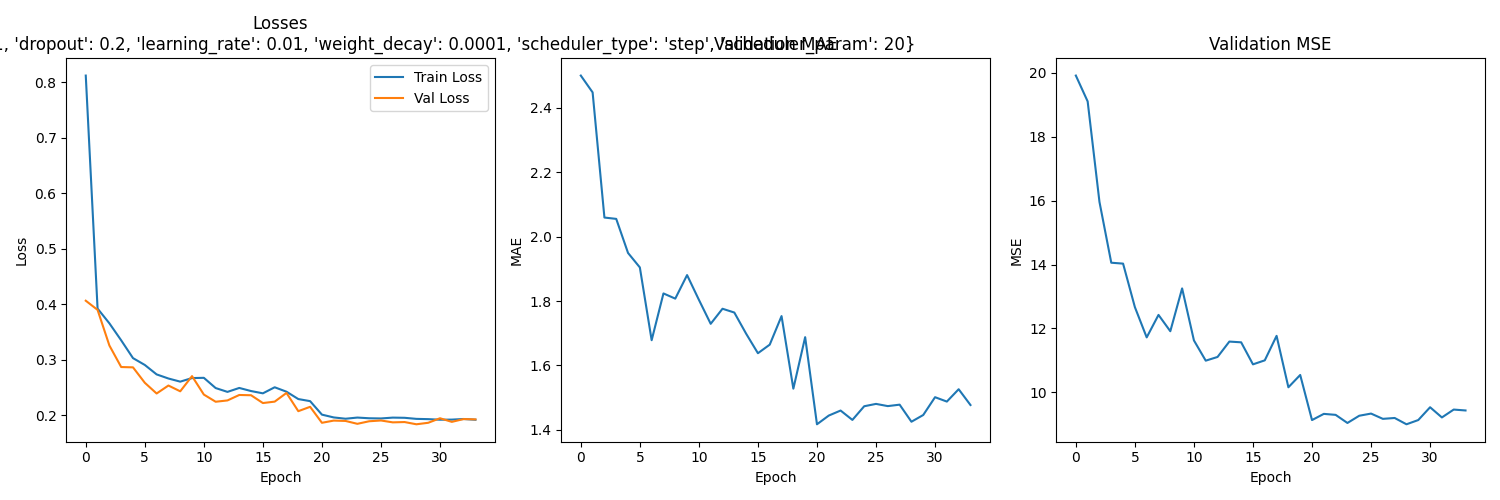 Losses
, 'dropout': 0.2, 'learning_rate': 0.01, 'weight_decay': 0.0001, 'scheduler_type': 'step', 'scheduler_param': 20}
Validation MAE
Validation MSE
Train Loss
Val Loss
Loss
0.8
0.7
0.6
0.5
0.4
0.3
0.2
0 5 10 15 20 25 30
Epoch
MAE
2.4
2.2
2.0
1.8
1.6
1.4
0 5 10 15 20 25 30
Epoch
MSE
20
18
16
14
12
10
0 5 10 15 20 25 30
Epoch